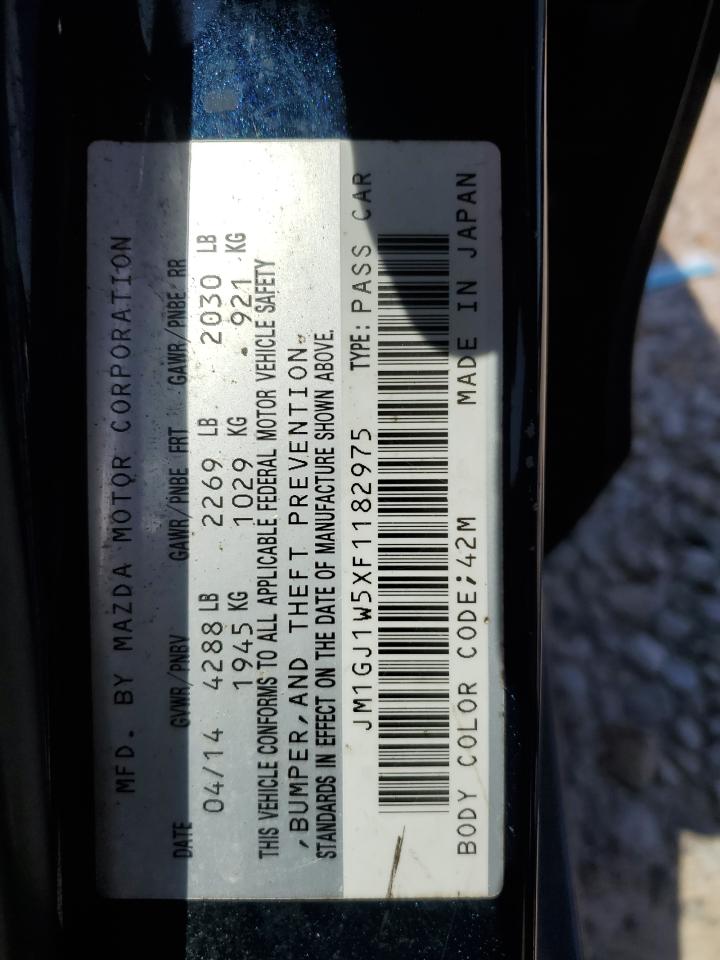 MFD. BY MAZDA MOTOR CORPORATION
DATE GVWR/PNBV GAWR/PNBE FRT GAWR/PNBE RR
04/14 4288 LB 2269 LB 2030 LB
1945 KG 1029 KG 921 KG
THIS VEHICLE CONFORMS TO ALL APPLICABLE FEDERAL MOTOR VEHICLE SAFETY
,BUMPER,AND THEFT PREVENTION
STANDARDS IN EFFECT ON THE DATE OF MANUFACTURE SHOWN ABOVE.
JM1GJ1W5XF1182975 TYPE: PASS CAR
BODY COLOR CODE;42M MADE IN JAPAN